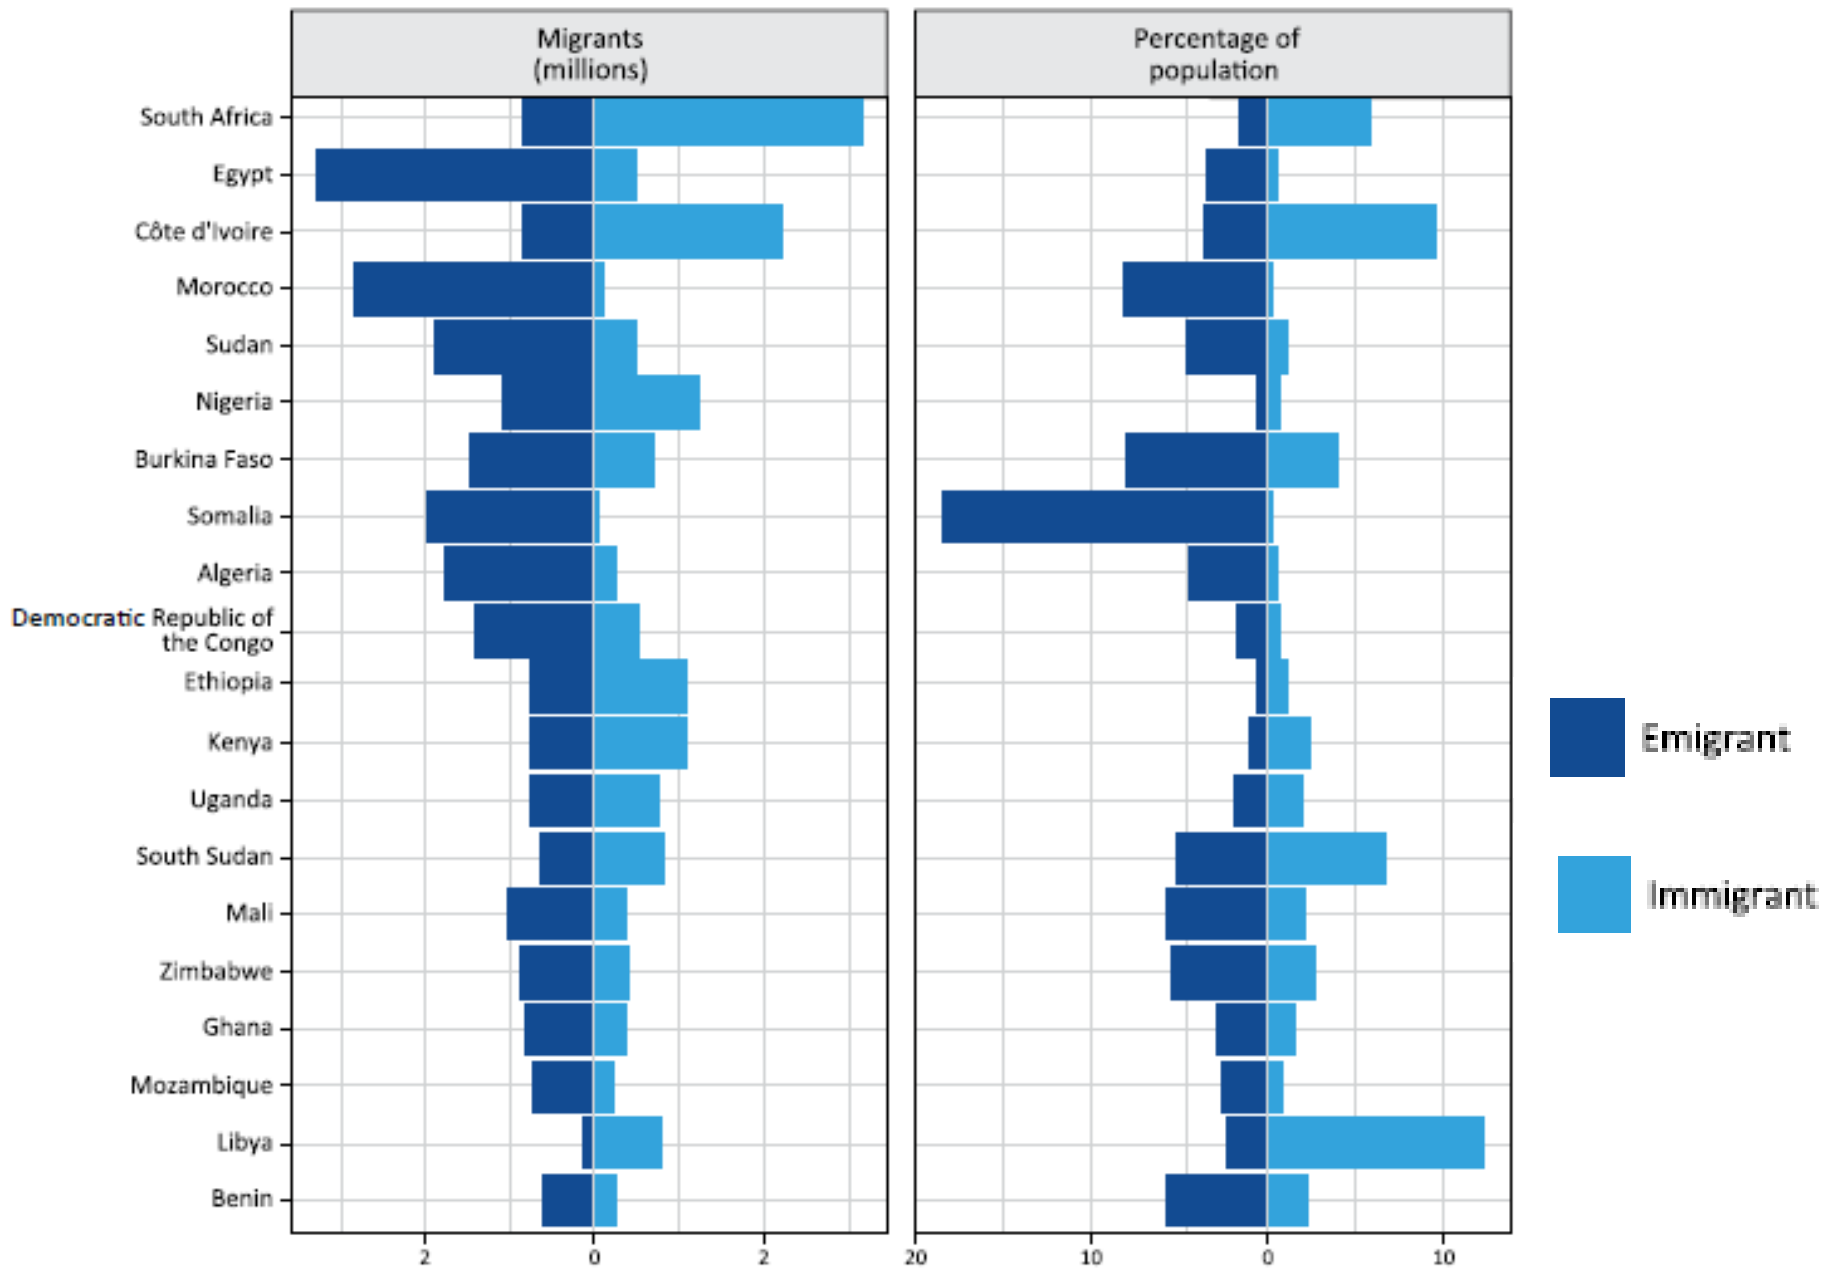 Migrants
(millions)
Percentage of
population
South Africa
Egypt
Côte d'Ivoire
Morocco
Sudan
Nigeria
Burkina Faso
Somalia
Algeria
Democratic Republic of
the Congo
Ethiopia
Kenya
Uganda
South Sudan
Mali
Zimbabwe
Ghana
Mozambique
Libya
Benin
2 0 2
20 10 0 10
Emigrant
Immigrant